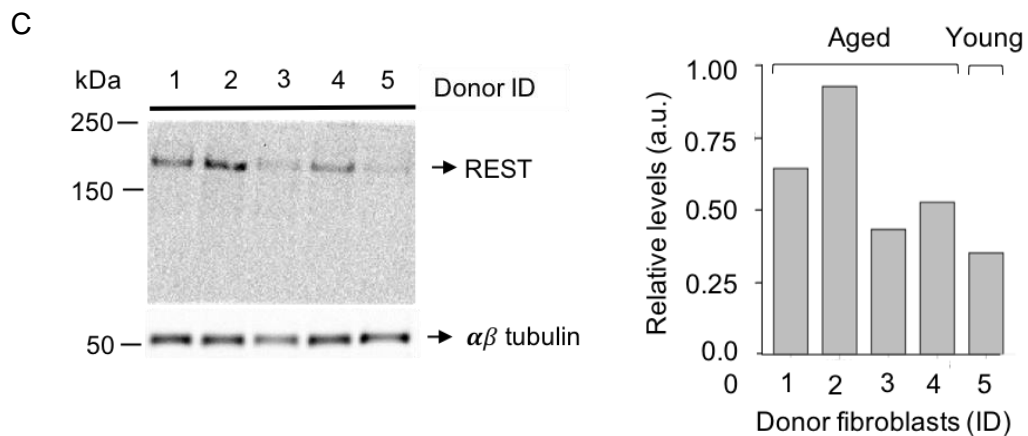 C
kDa
1 2 3 4 5
Donor ID
250
REST
150
50
αβ tubulin
Aged Young
Relative levels (a.u.)
1.00
0.75
0.50
0.25
0.0
0 1 2 3 4 5
Donor fibroblasts (ID)